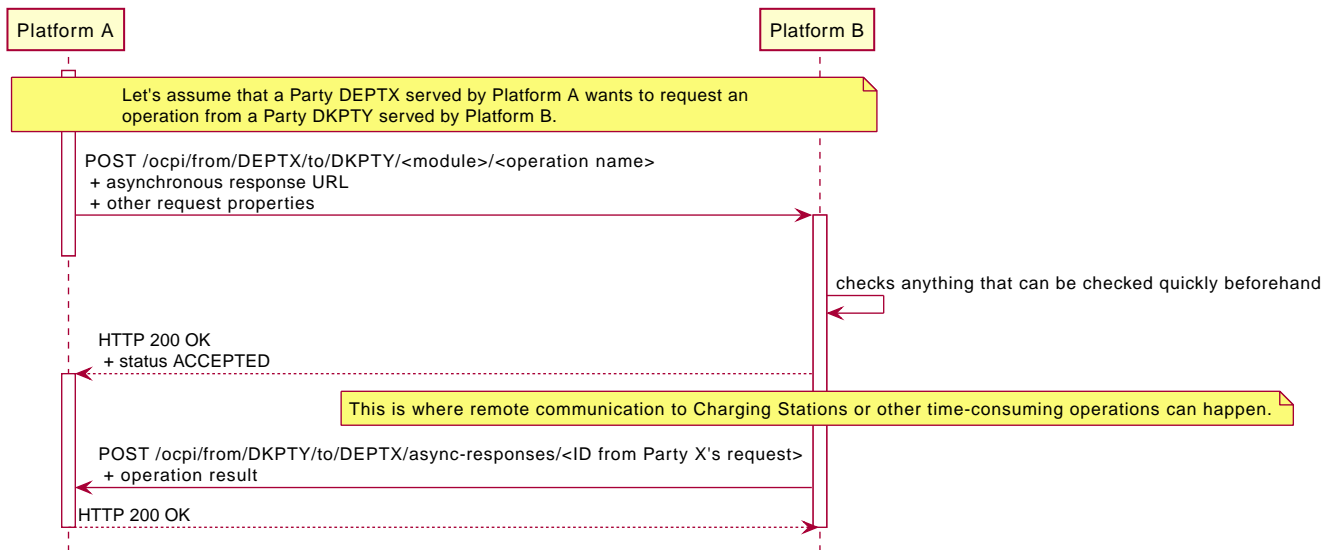 Platform A
Platform B
Let's assume that a Party DEPTX served by Platform A wants to request an
operation from a Party DKPTY served by Platform B.
POST /ocpi/from/DEPTX/to/DKPTY/<module>/<operation name>
+ asynchronous response URL
+ other request properties
checks anything that can be checked quickly beforehand
HTTP 200 OK
+ status ACCEPTED
This is where remote communication to Charging Stations or other time-consuming operations can happen.
POST /ocpi/from/DKPTY/to/DEPTX/async-responses/<ID from Party X's request>
+ operation result
HTTP 200 OK